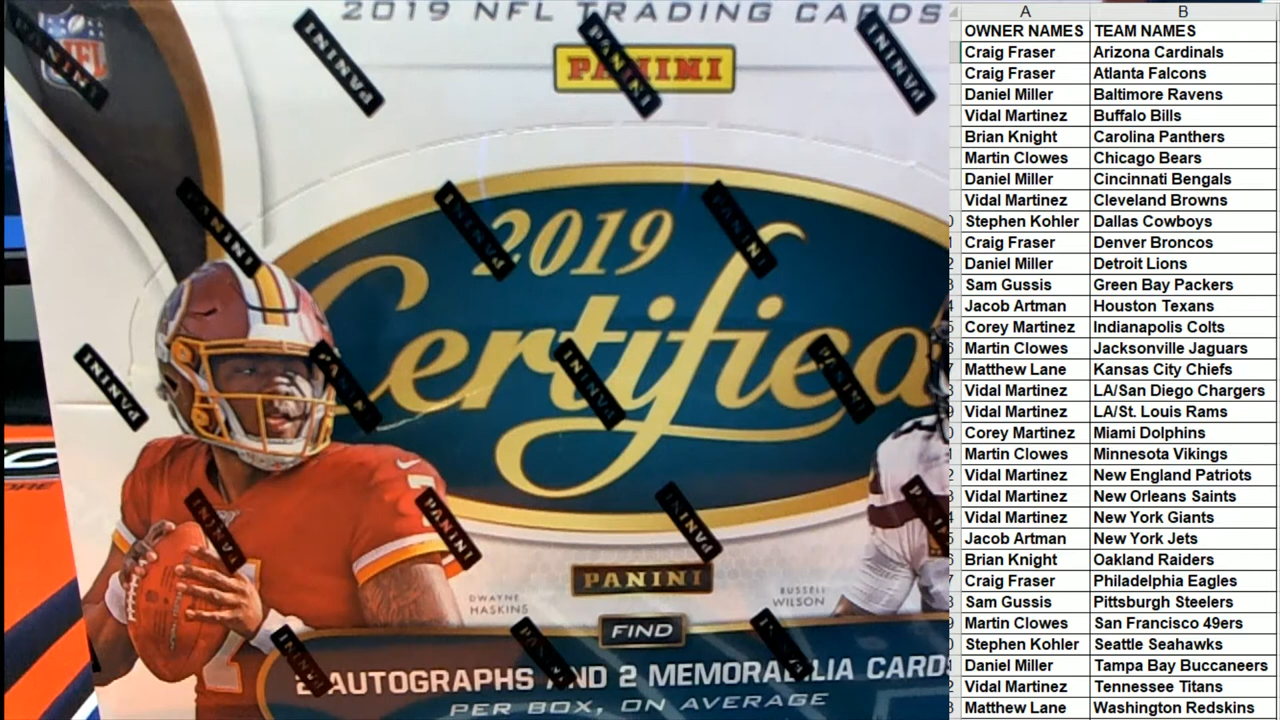 2019 NFL TRADING CARDS
NFL
PANINI
2019
Certified
PANINI
DWAYNE
HASKINS
RUSSELL
WILSON
FIND
2 AUTOGRAPHS AND 2 MEMORABILIA CARDS
PER BOX, ON AVERAGE
PANINI
PANINI
PANINI
PANINI
PANINI
PANINI
PANINI
PANINI
PANINI
PANINI
PANINI
PANINI
A B
OWNER NAMES TEAM NAMES
Craig Fraser Arizona Cardinals
Craig Fraser Atlanta Falcons
Daniel Miller Baltimore Ravens
Vidal Martinez Buffalo Bills
Brian Knight Carolina Panthers
Martin Clowes Chicago Bears
Daniel Miller Cincinnati Bengals
Vidal Martinez Cleveland Browns
Stephen Kohler Dallas Cowboys
Craig Fraser Denver Broncos
Daniel Miller Detroit Lions
Sam Gussis Green Bay Packers
Jacob Artman Houston Texans
Corey Martinez Indianapolis Colts
Martin Clowes Jacksonville Jaguars
Matthew Lane Kansas City Chiefs
Vidal Martinez LA/San Diego Chargers
Vidal Martinez LA/St. Louis Rams
Corey Martinez Miami Dolphins
Martin Clowes Minnesota Vikings
Vidal Martinez New England Patriots
Vidal Martinez New Orleans Saints
Vidal Martinez New York Giants
Jacob Artman New York Jets
Brian Knight Oakland Raiders
Craig Fraser Philadelphia Eagles
Sam Gussis Pittsburgh Steelers
Martin Clowes San Francisco 49ers
Stephen Kohler Seattle Seahawks
Daniel Miller Tampa Bay Buccaneers
Vidal Martinez Tennessee Titans
Matthew Lane Washington Redskins